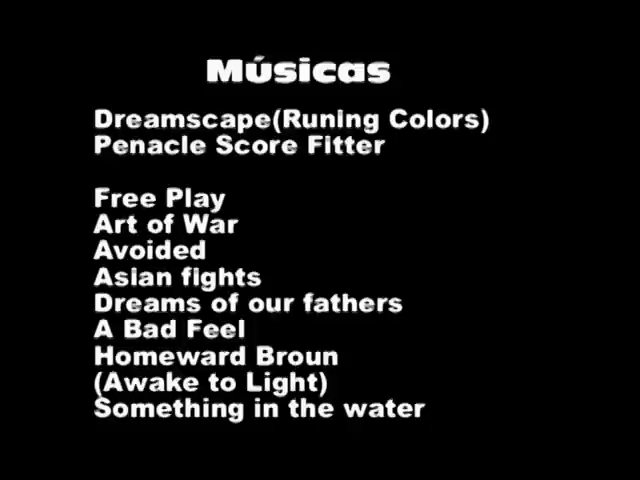 Músicas
Dreamscape(Runing Colors)
Penacle Score Fitter
Free Play
Art of War
Avoided
Asian fights
Dreams of our fathers
A Bad Feel
Homeward Broun
(Awake to Light)
Something in the water